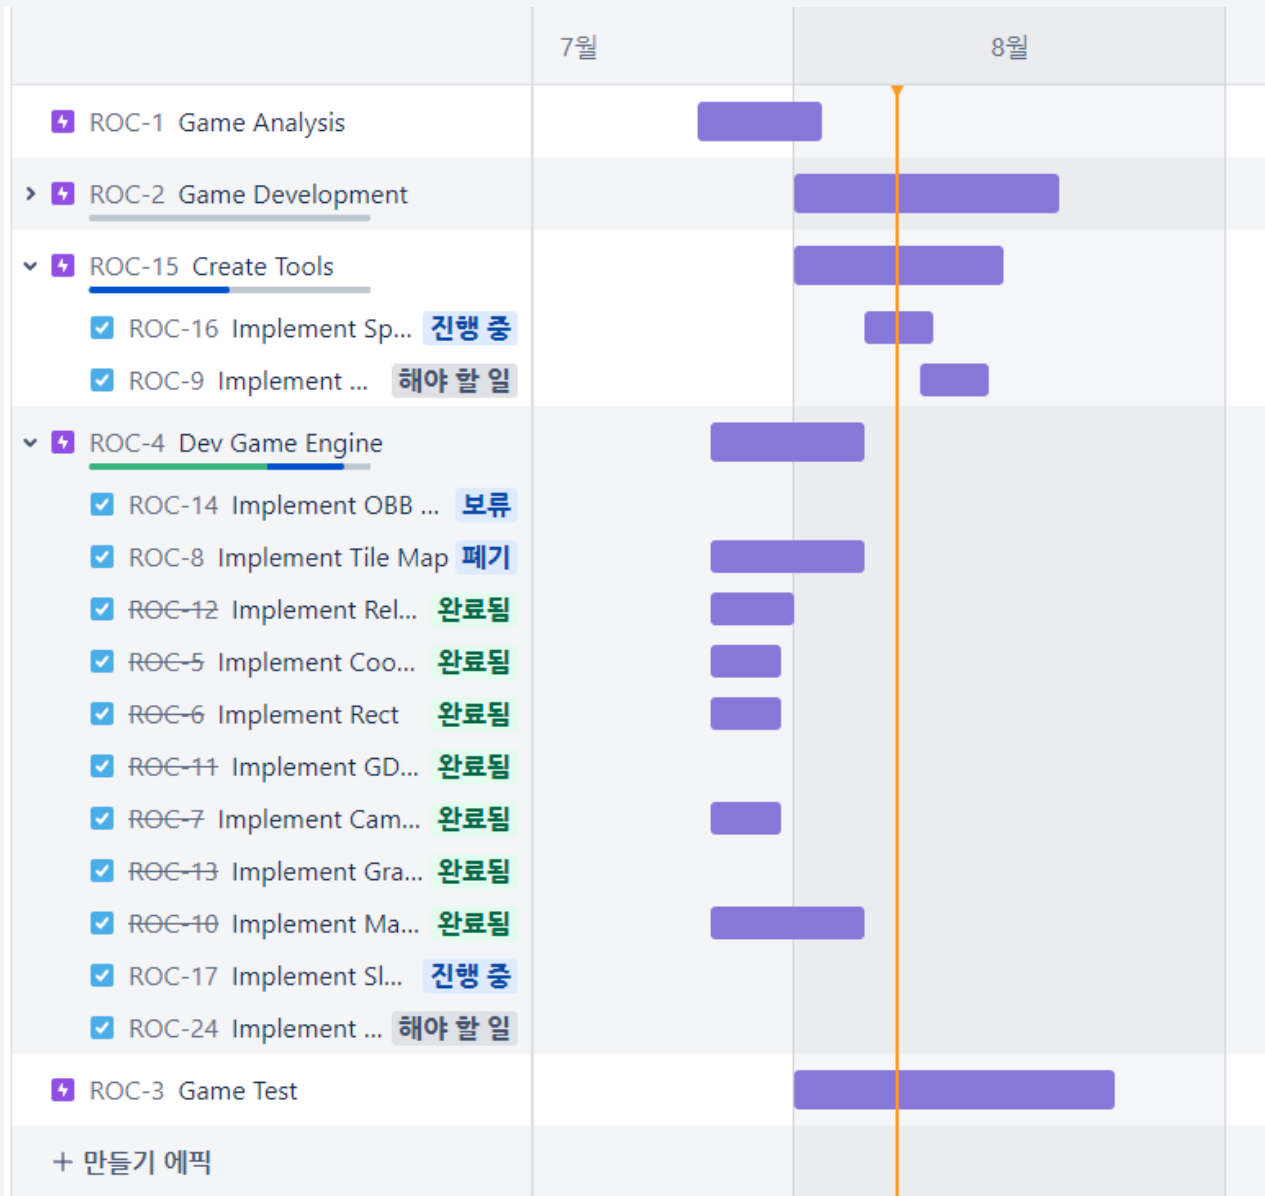 7월
8월
ROC-1 Game Analysis
ROC-2 Game Development
ROC-15 Create Tools
ROC-16 Implement Sp... 진행 중
ROC-9 Implement ... 해야 할 일
ROC-4 Dev Game Engine
ROC-14 Implement OBB ... 보류
ROC-8 Implement Tile Map 폐기
ROC-12 Implement Rel... 완료됨
ROC-5 Implement Coo... 완료됨
ROC-6 Implement Rect 완료됨
ROC-11 Implement GD... 완료됨
ROC-7 Implement Cam... 완료됨
ROC-13 Implement Gra... 완료됨
ROC-10 Implement Ma... 완료됨
ROC-17 Implement Sl... 진행 중
ROC-24 Implement ... 해야 할 일
ROC-3 Game Test
+ 만들기 에픽